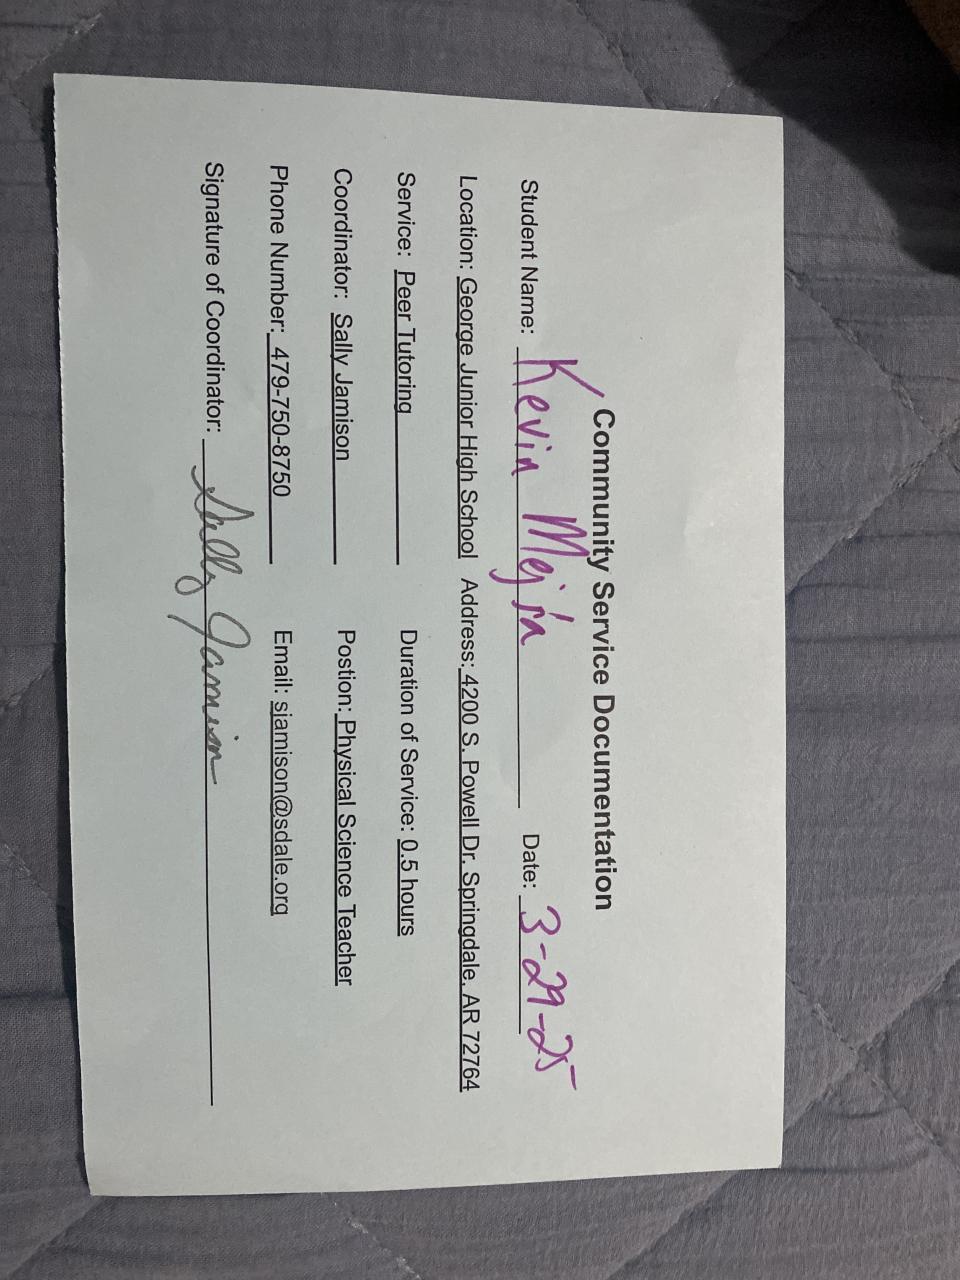 Community Service Documentation
Student Name: Kevin Mejía Date: 3-29-25
Location: George Junior High School Address: 4200 S. Powell Dr. Springdale, AR 72764
Service: Peer Tutoring Duration of Service: 0.5 hours
Coordinator: Sally Jamison Postion: Physical Science Teacher
Phone Number: 479-750-8750 Email: sjamison@sdale.org
Signature of Coordinator: Sally Jamison